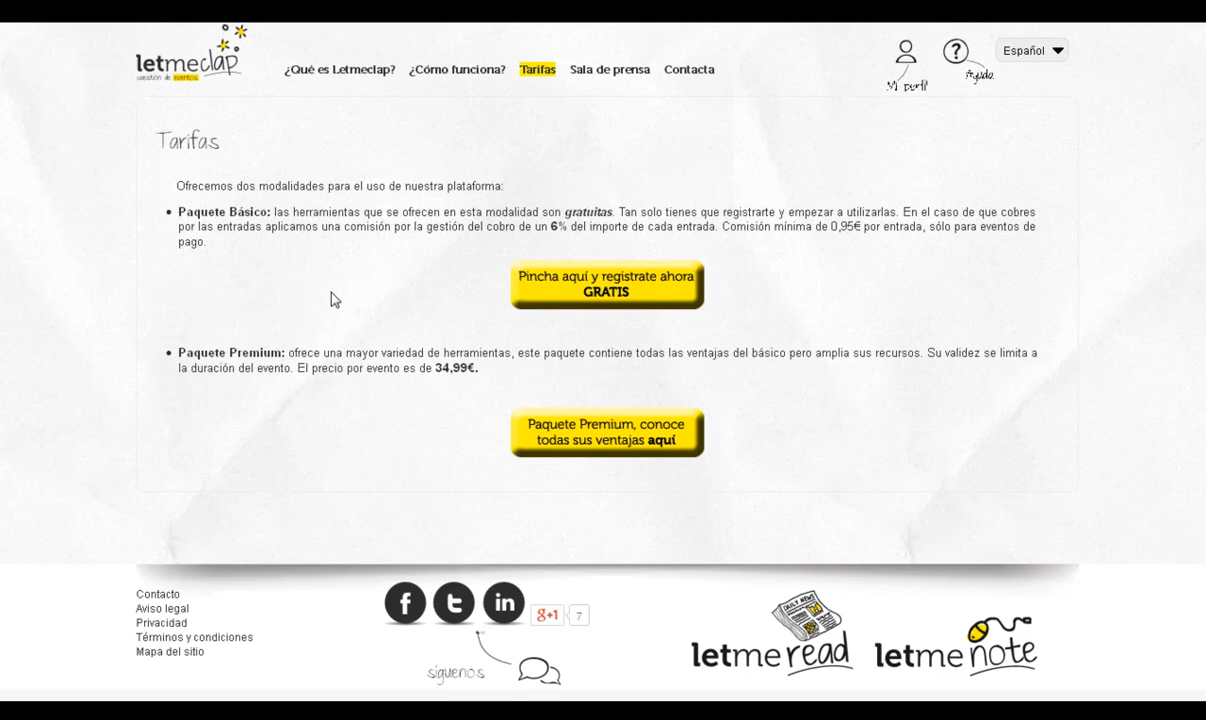 letmeclap
cuestión de eventos
¿Qué es Letmeclap? ¿Cómo funciona? Tarifas Sala de prensa Contacta
Mi perfil
Ayuda
Español
Tarifas
Ofrecemos dos modalidades para el uso de nuestra plataforma:
• Paquete Básico: las herramientas que se ofrecen en esta modalidad son gratuitas. Tan solo tienes que registrarte y empezar a utilizarlas. En el caso de que cobres
por las entradas aplicamos una comisión por la gestión del cobro de un 6% del importe de cada entrada. Comisión mínima de 0,95€ por entrada, sólo para eventos de
pago.
Pincha aquí y registrate ahora
GRATIS
• Paquete Premium: ofrece una mayor variedad de herramientas, este paquete contiene todas las ventajas del básico pero amplia sus recursos. Su validez se limita a
la duración del evento. El precio por evento es de 34,99€.
Paquete Premium, conoce
todas sus ventajas aquí
Contacto
Aviso legal
Privacidad
Términos y condiciones
Mapa del sitio
f t in g+1 7
síguenos
DAILY NEWS
letmeread
letmenote